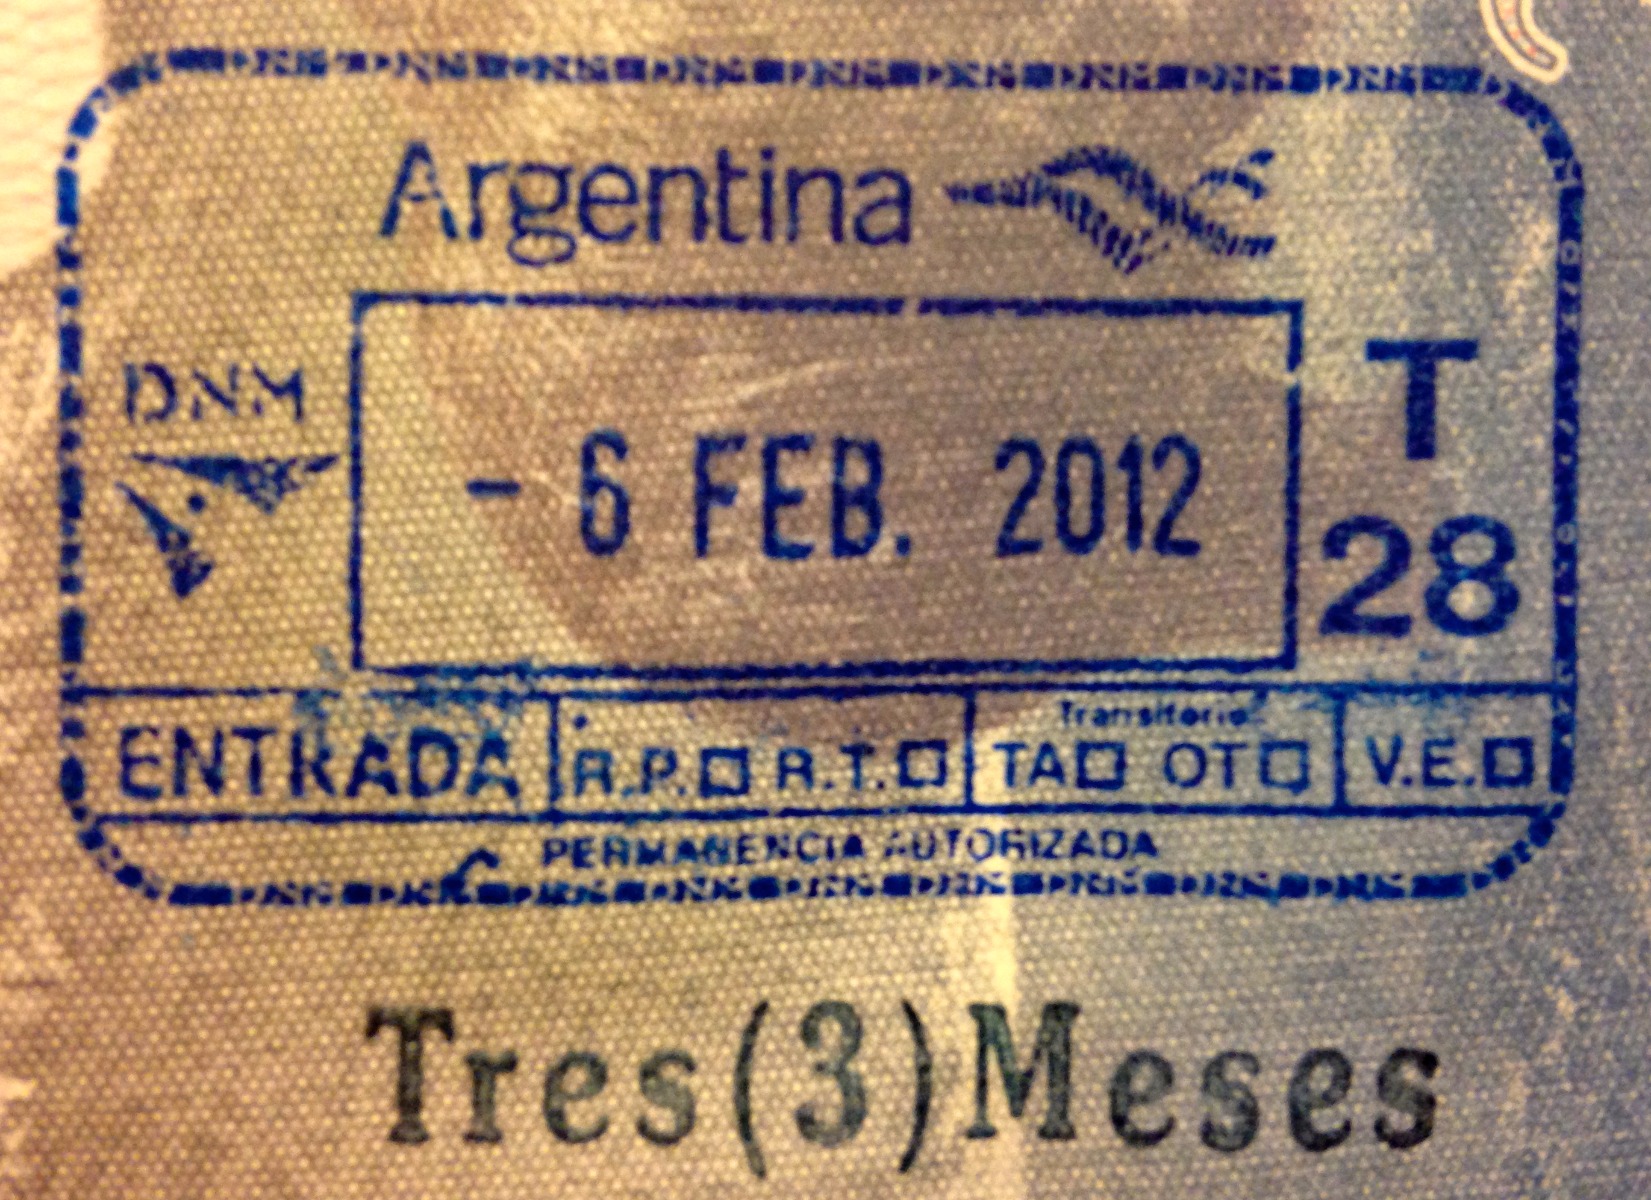 Argentina
DNM
- 6 FEB. 2012
T
28
ENTRADA R.P. R.T. Transitorio TA OT V.E.
PERMANENCIA AUTORIZADA
Tres(3)Meses